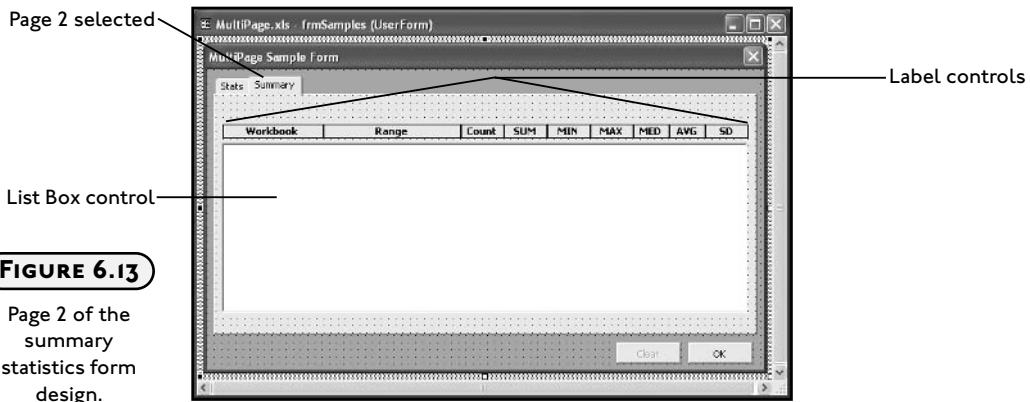 Page 2 selected
MultiPage.xls - frmSamples (UserForm)
MultiPage Sample Form
Stats Summary
Label controls
Workbook Range Count SUM MIN MAX MED AVG SD
List Box control
FIGURE 6.13
Page 2 of the
summary
statistics form
design.
Clear OK